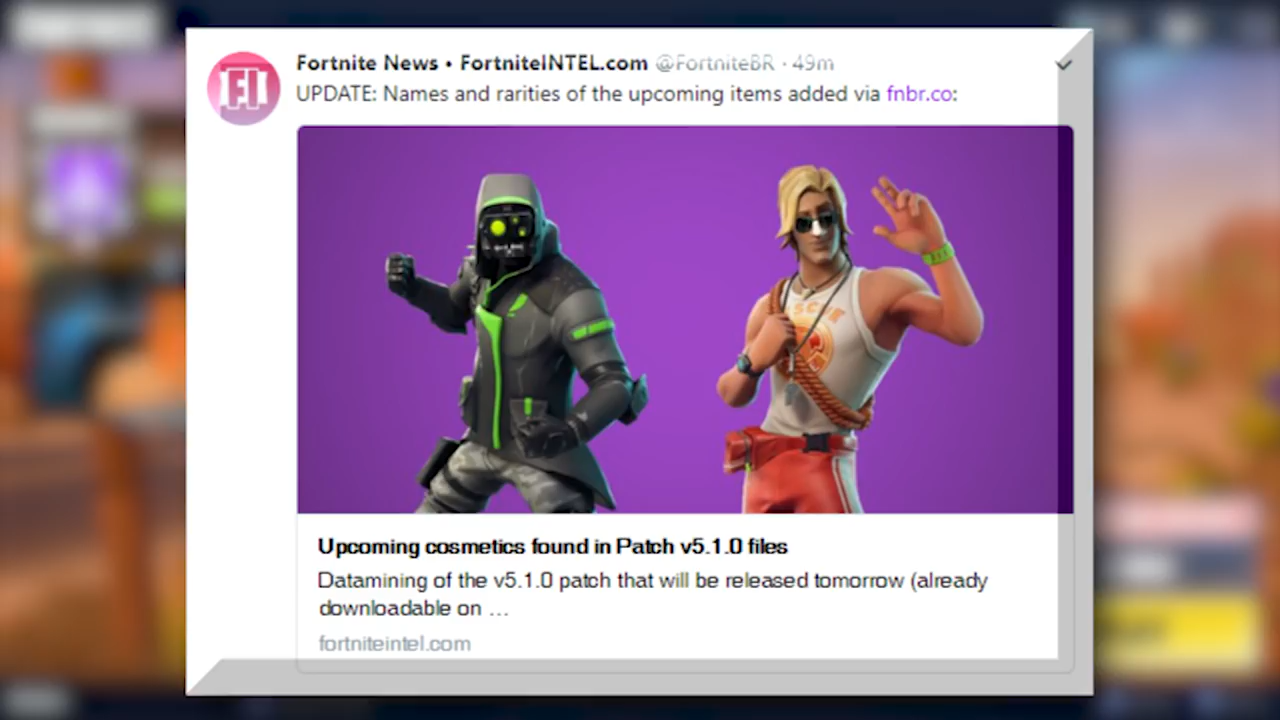 Fortnite News • FortniteINTEL.com @FortniteBR · 49m
UPDATE: Names and rarities of the upcoming items added via fnbr.co:
FI
Upcoming cosmetics found in Patch v5.1.0 files
Datamining of the v5.1.0 patch that will be released tomorrow (already
downloadable on …
fortniteintel.com